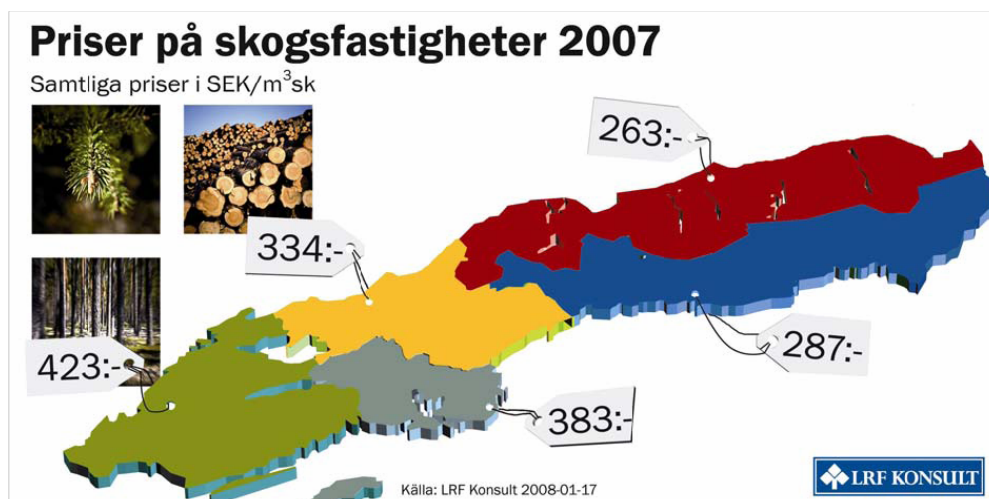 Priser på skogsfastigheter 2007
Samtliga priser i SEK/m³sk
263:-
334:-
423:-
287:-
383:-
Källa: LRF Konsult 2008-01-17
LRF KONSULT